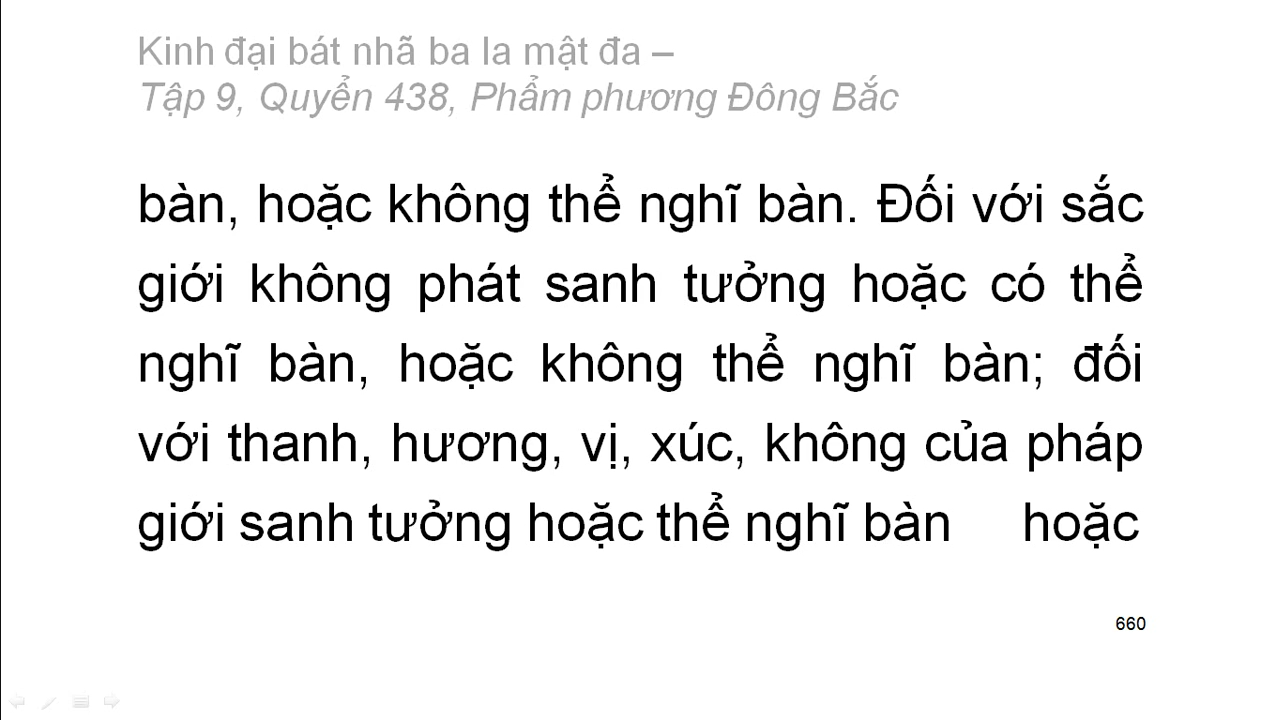 Kinh đại bát nhã ba la mật đa –
Tập 9, Quyển 438, Phẩm phương Đông Bắc
bàn, hoặc không thể nghĩ bàn. Đối với sắc
giới không phát sanh tưởng hoặc có thể
nghĩ bàn, hoặc không thể nghĩ bàn; đối
với thanh, hương, vị, xúc, không của pháp
giới sanh tưởng hoặc thể nghĩ bàn hoặc
660